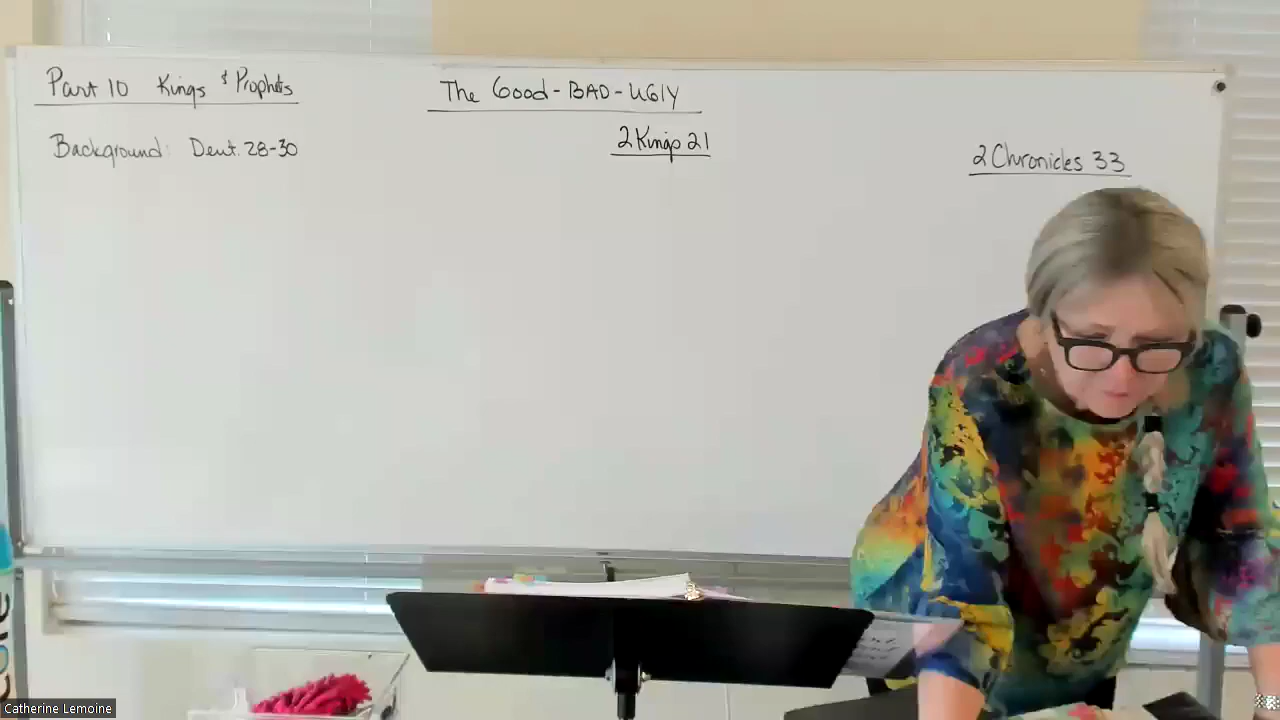 Part 10 Kings & Prophets
The Good - BAD - UGlY
Background: Deut. 28-30
2 Kings 21
2 Chronicles 33
Catherine Lemoine